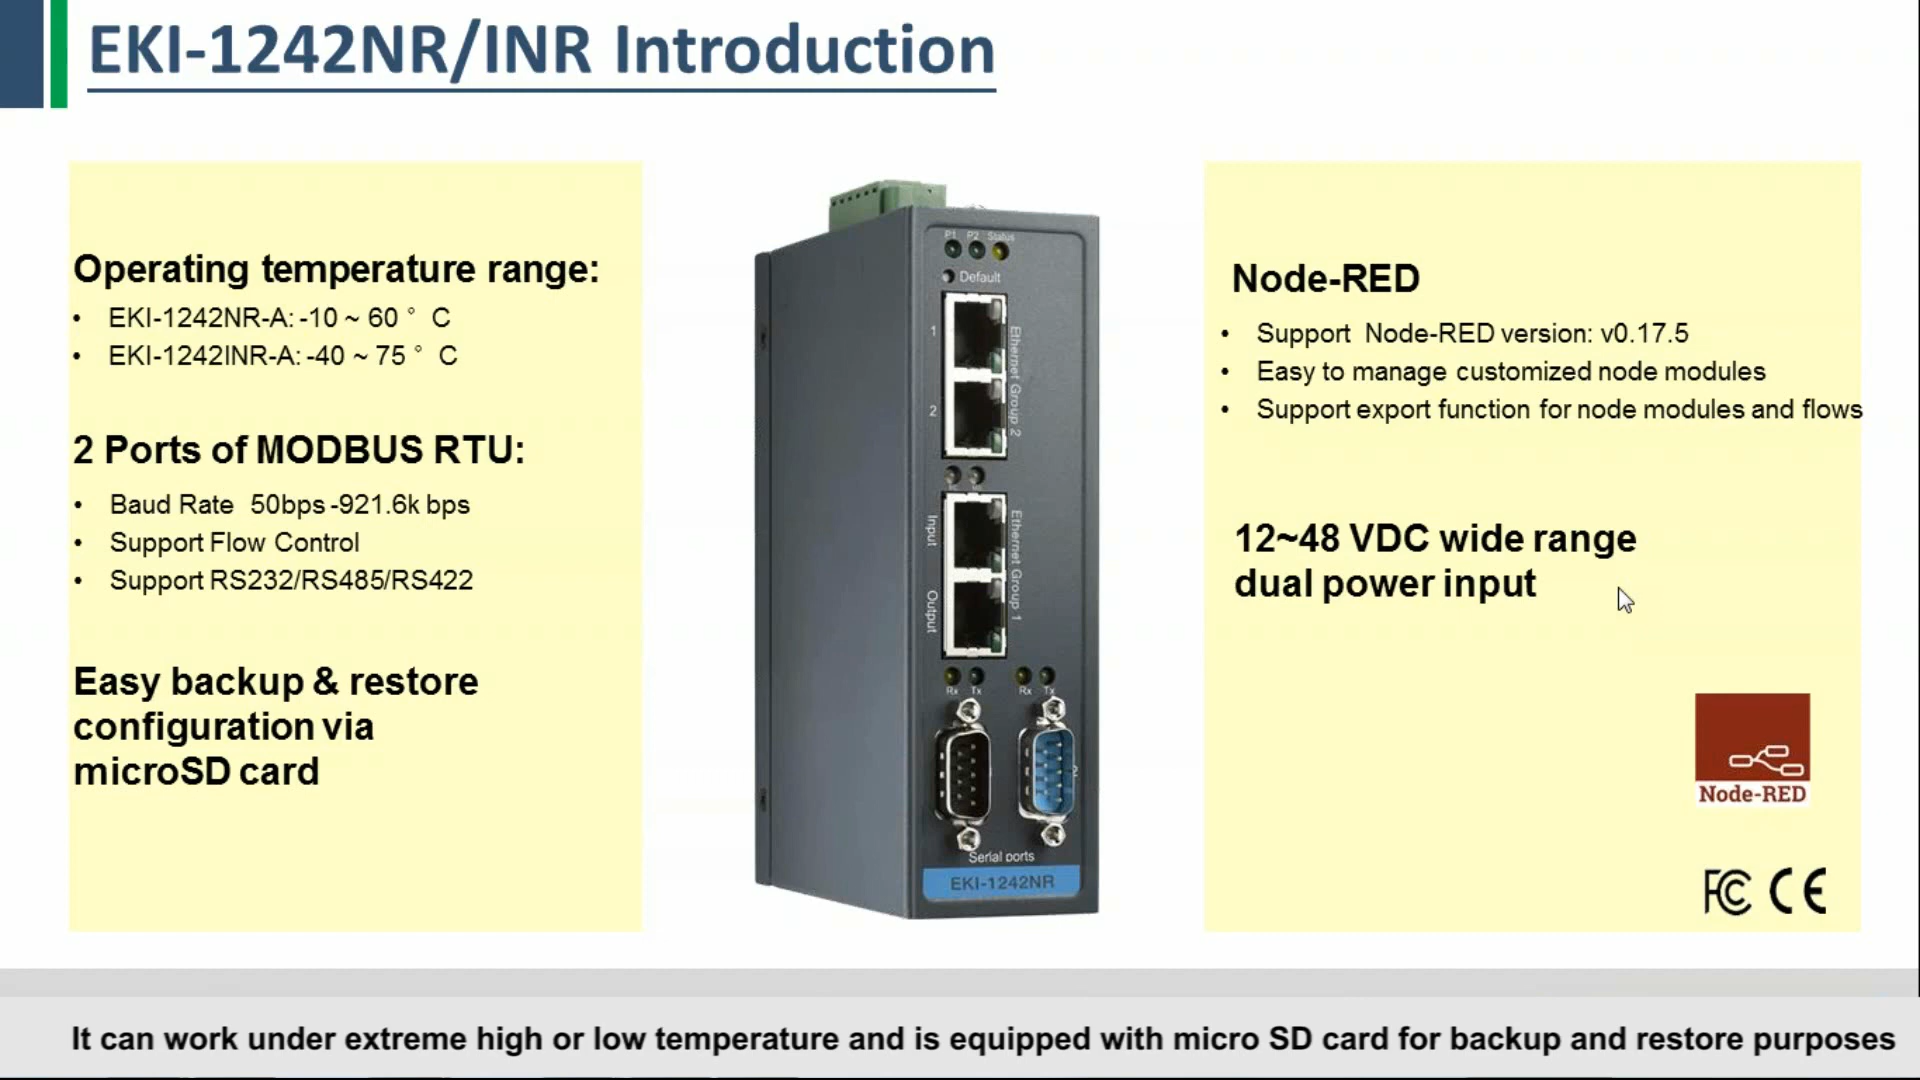 EKI-1242NR/INR Introduction
Operating temperature range:
• EKI-1242NR-A: -10 ~ 60 ° C
• EKI-1242INR-A: -40 ~ 75 ° C
2 Ports of MODBUS RTU:
• Baud Rate 50bps -921.6k bps
• Support Flow Control
• Support RS232/RS485/RS422
Easy backup & restore
configuration via
microSD card
P1 P2 Status
Default
1
2
Ethernet Group 2
Input
Output
Ethernet Group 1
Rx Tx Rx Tx
Serial ports
EKI-1242NR
Node-RED
• Support Node-RED version: v0.17.5
• Easy to manage customized node modules
• Support export function for node modules and flows
12~48 VDC wide range
dual power input
Node-RED
FC CE
It can work under extreme high or low temperature and is equipped with micro SD card for backup and restore purposes